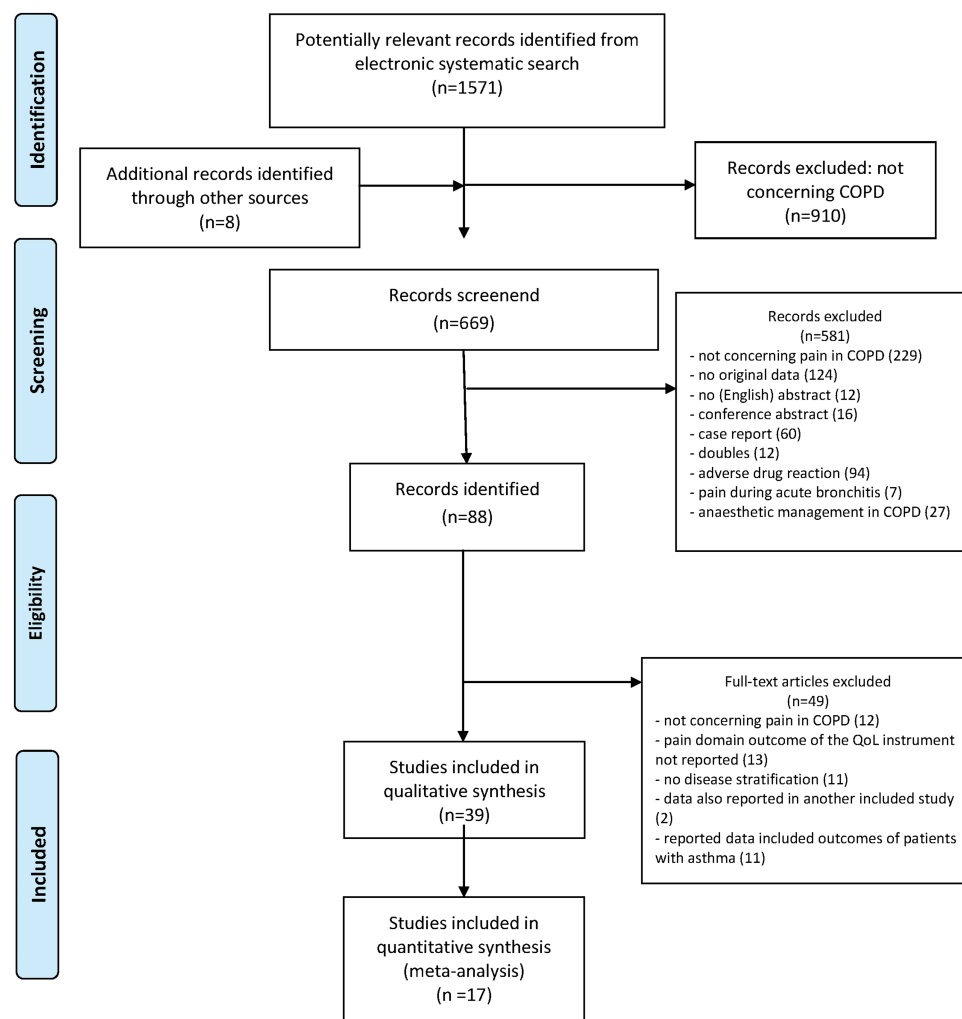 Identification
Potentially relevant records identified from
electronic systematic search
(n=1571)
Additional records identified
through other sources
(n=8)
Records excluded: not
concerning COPD
(n=910)
Screening
Records screenend
(n=669)
Records excluded
(n=581)
- not concerning pain in COPD (229)
- no original data (124)
- no (English) abstract (12)
- conference abstract (16)
- case report (60)
- doubles (12)
- adverse drug reaction (94)
- pain during acute bronchitis (7)
- anaesthetic management in COPD (27)
Records identified
(n=88)
Eligibility
Full-text articles excluded
(n=49)
- not concerning pain in COPD (12)
- pain domain outcome of the QoL instrument
not reported (13)
- no disease stratification (11)
- data also reported in another included study
(2)
- reported data included outcomes of patients
with asthma (11)
Included
Studies included in
qualitative synthesis
(n=39)
Studies included in
quantitative synthesis
(meta-analysis)
(n =17)